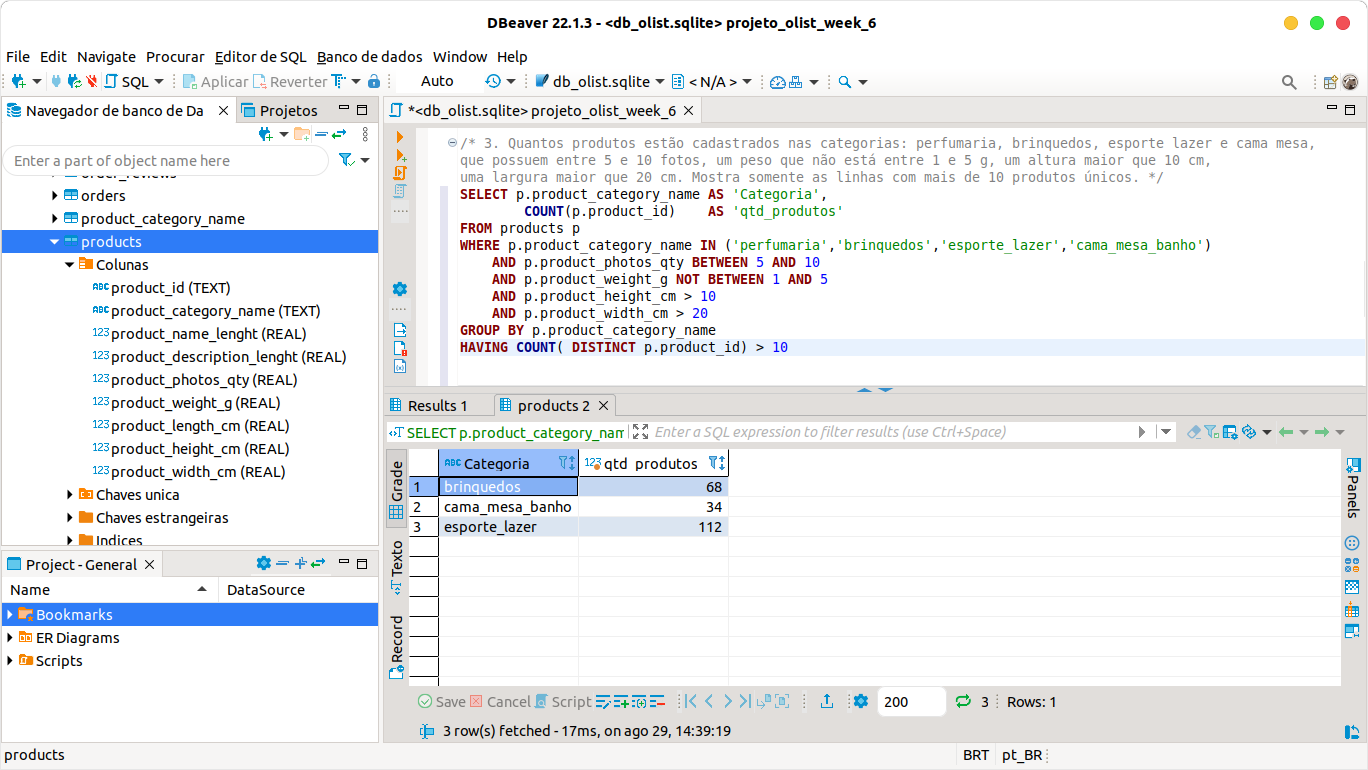 DBeaver 22.1.3 - <db_olist.sqlite> projeto_olist_week_6
File Edit Navigate Procurar Editor de SQL Banco de dados Window Help
SQL Aplicar Reverter Auto db_olist.sqlite < N/A >
Navegador de banco de Da Projetos
*<db_olist.sqlite> projeto_olist_week_6
Enter a part of object name here
order_reviews
orders
product_category_name
products
Colunas
ABC product_id (TEXT)
ABC product_category_name (TEXT)
123 product_name_lenght (REAL)
123 product_description_lenght (REAL)
123 product_photos_qty (REAL)
123 product_weight_g (REAL)
123 product_length_cm (REAL)
123 product_height_cm (REAL)
123 product_width_cm (REAL)
Chaves unica
Chaves estrangeiras
Indices
/* 3. Quantos produtos estão cadastrados nas categorias: perfumaria, brinquedos, esporte lazer e cama mesa,
que possuem entre 5 e 10 fotos, um peso que não está entre 1 e 5 g, um altura maior que 10 cm,
uma largura maior que 20 cm. Mostra somente as linhas com mais de 10 produtos únicos. */
SELECT p.product_category_name AS 'Categoria',
COUNT(p.product_id) AS 'qtd_produtos'
FROM products p
WHERE p.product_category_name IN ('perfumaria','brinquedos','esporte_lazer','cama_mesa_banho')
AND p.product_photos_qty BETWEEN 5 AND 10
AND p.product_weight_g NOT BETWEEN 1 AND 5
AND p.product_height_cm > 10
AND p.product_width_cm > 20
GROUP BY p.product_category_name
HAVING COUNT( DISTINCT p.product_id) > 10
Results 1 products 2
SELECT p.product_category_nam Enter a SQL expression to filter results (use Ctrl+Space)
Grade
Texto
Record
ABC Categoria 123 qtd_produtos
1 brinquedos 68
2 cama_mesa_banho 34
3 esporte_lazer 112
Panels
Save Cancel Script 200 3 Rows: 1
3 row(s) fetched - 17ms, on ago 29, 14:39:19
Project - General
Name DataSource
Bookmarks
ER Diagrams
Scripts
products BRT pt_BR